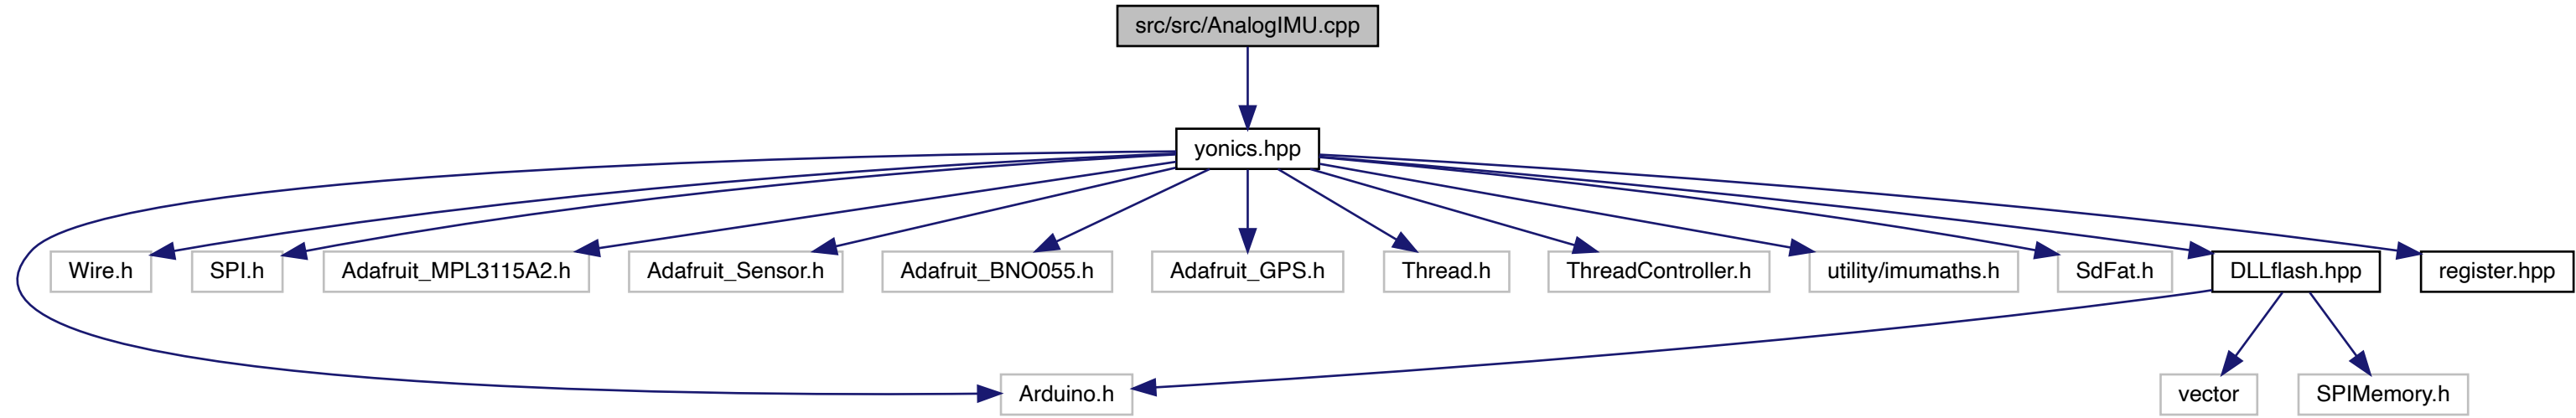 src/src/AnalogIMU.cpp
yonics.hpp
Wire.h
SPI.h
Adafruit_MPL3115A2.h
Adafruit_Sensor.h
Adafruit_BNO055.h
Adafruit_GPS.h
Thread.h
ThreadController.h
utility/imumaths.h
SdFat.h
DLLflash.hpp
register.hpp
Arduino.h
vector
SPIMemory.h